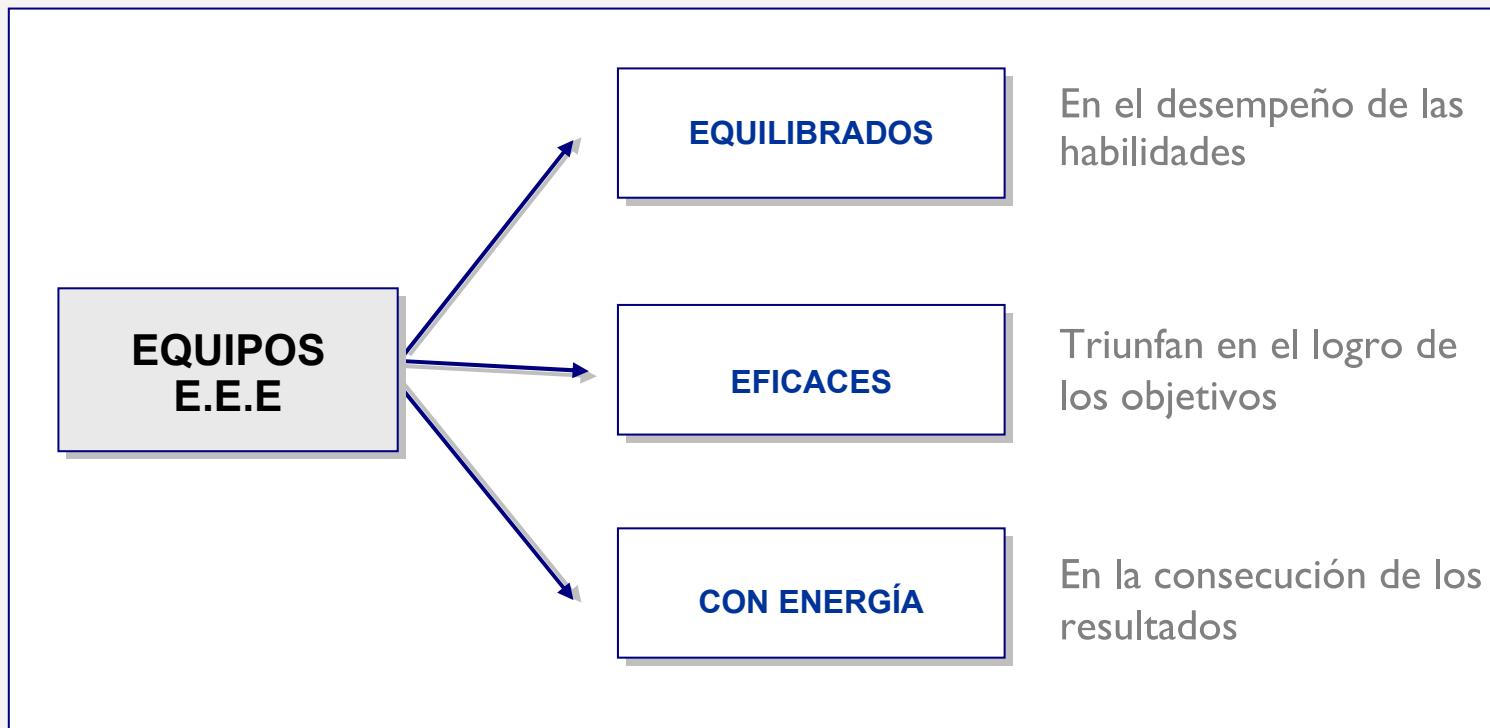 EQUIPOS
E.E.E
EQUILIBRADOS
En el desempeño de las
habilidades
EFICACES
Triunfan en el logro de
los objetivos
CON ENERGÍA
En la consecución de los
resultados